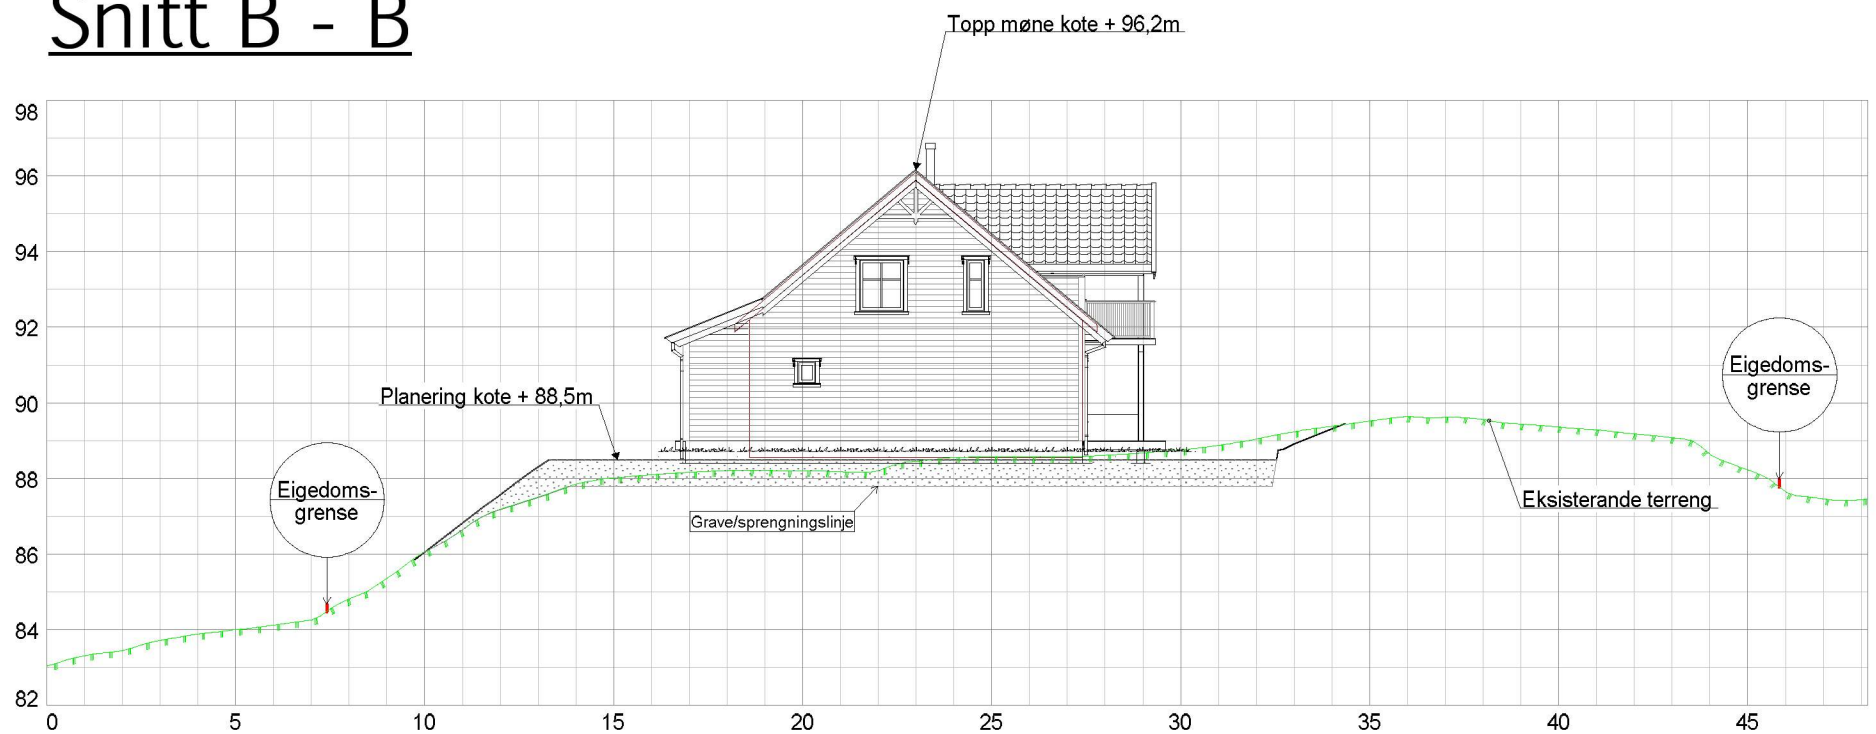 Snitt B - B
Topp møne kote + 96,2m
98
96
94
92
90
88
86
84
82
Planering kote + 88,5m
Eigedoms-
grense
Eigedoms-
grense
Grave/sprengningslinje
Eksisterande terreng
0 5 10 15 20 25 30 35 40 45